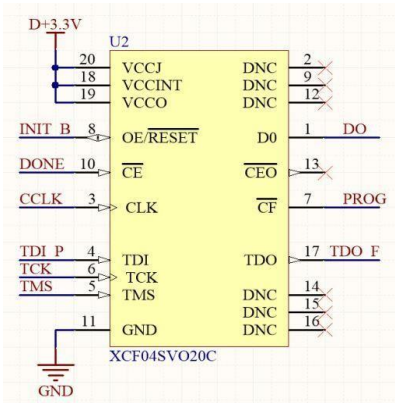 D+3.3V
U2
20 VCCJ DNC 2
18 VCCINT DNC 9
19 VCCO DNC 12
INIT B 8 OE/RESET D0 1 DO
DONE 10 CE CEO 13
CCLK 3 CLK CF 7 PROG
TDI P 4 TDI TDO 17 TDO F
TCK 6 TCK
TMS 5 TMS DNC 14
DNC 15
11 GND DNC 16
XCF04SVO20C
GND